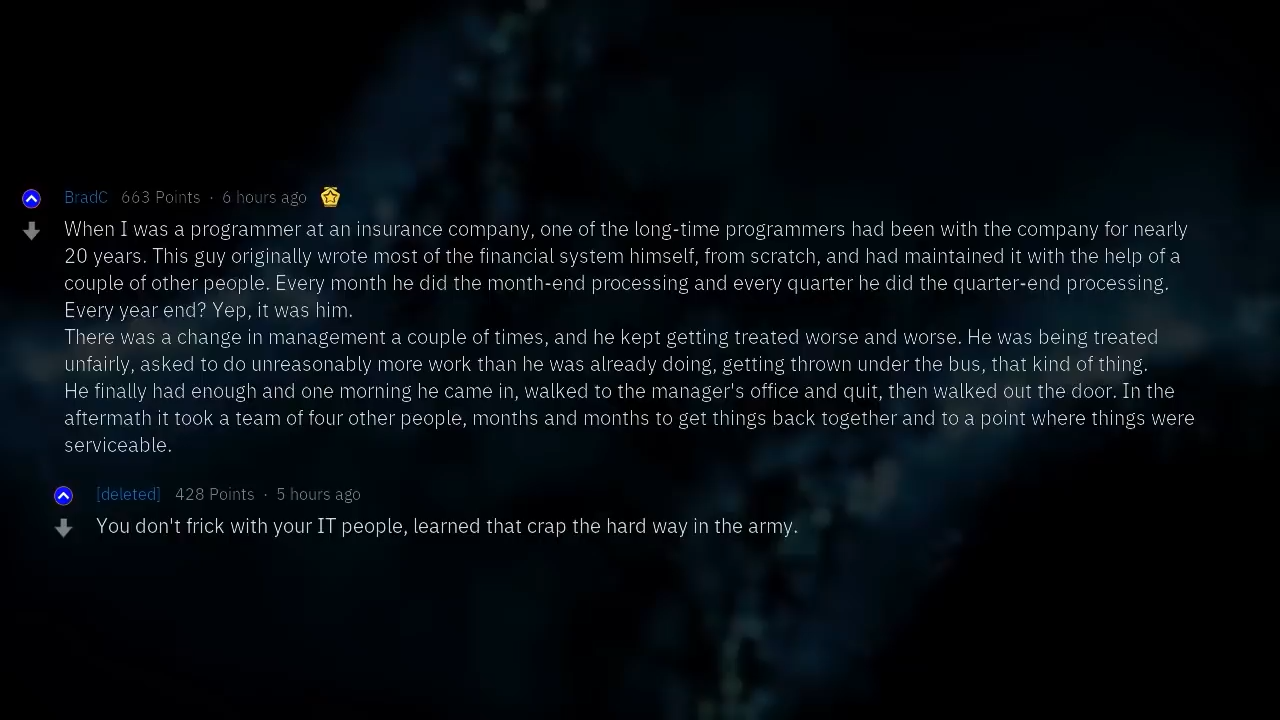 BradC 663 Points · 6 hours ago
When I was a programmer at an insurance company, one of the long-time programmers had been with the company for nearly
20 years. This guy originally wrote most of the financial system himself, from scratch, and had maintained it with the help of a
couple of other people. Every month he did the month-end processing and every quarter he did the quarter-end processing.
Every year end? Yep, it was him.
There was a change in management a couple of times, and he kept getting treated worse and worse. He was being treated
unfairly, asked to do unreasonably more work than he was already doing, getting thrown under the bus, that kind of thing.
He finally had enough and one morning he came in, walked to the manager's office and quit, then walked out the door. In the
aftermath it took a team of four other people, months and months to get things back together and to a point where things were
serviceable.
[deleted] 428 Points · 5 hours ago
You don't frick with your IT people, learned that crap the hard way in the army.